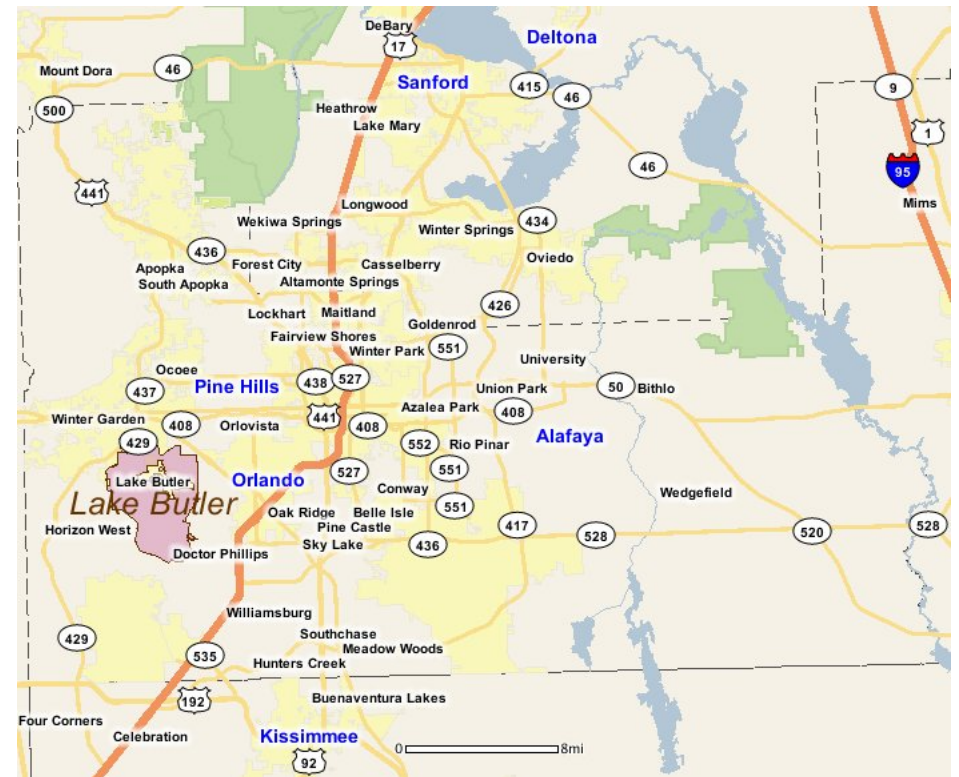 DeBary
Deltona
17
Mount Dora
46
Sanford
415
46
9
500
Heathrow
Lake Mary
1
46
95
441
Mims
Longwood
Wekiwa Springs
Winter Springs
434
436
Forest City
Casselberry
Oviedo
Apopka
South Apopka
Altamonte Springs
426
Lockhart
Maitland
Goldenrod
Fairview Shores
551
Winter Park
University
Ocoee
437
Pine Hills
438
527
Union Park
50
Bithlo
Azalea Park
408
Winter Garden
408
Orlovista
441
408
Alafaya
429
552
Rio Pinar
551
Lake Butler
Orlando
527
Conway
Wedgefield
Lake Butler
551
Oak Ridge
Belle Isle
Horizon West
Pine Castle
417
528
520
528
Sky Lake
436
Doctor Phillips
Williamsburg
429
Southchase
Meadow Woods
535
Hunters Creek
192
Buenaventura Lakes
Four Corners
Celebration
Kissimmee
0
8mi
92